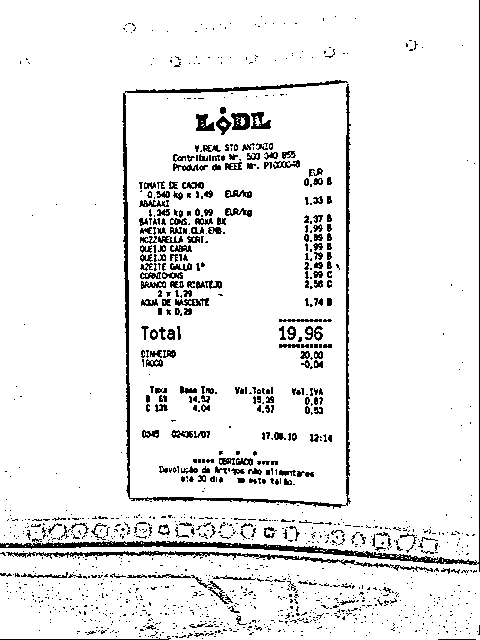 LIDL
V.REAL STO ANTONIO
Contribuinte Nr. 503 340 855
Produtor de REEE Nr. PT000048
EUR
TOMATE DE CACHO 0,80 B
0,540 kg x 1,49 EUR/kg
ABACAXI 1,33 B
1,345 kg x 0,99 EUR/kg
BATATA CONS. ROXA BX 2,37 B
AMEIXA RAIN.CLA.EMB. 1,99 B
MOZZARELLA SORT. 0,89 B
QUEIJO CABRA 1,99 B
QUEIJO FETA 1,79 B
AZEITE GALLO 1° 2,49 B
CORNICHONS 1,99 C
BRANCO REG RIBATEJO 2,58 C
2 x 1,29
AGUA DE NASCENTE 1,74 B
6 x 0,29
Total 19,96
DINHEIRO 20,00
TROCO -0,04
Taxa Base Imp. Val.Total Val.IVA
B 6% 14,52 15,39 0,87
C 13% 4,04 4,57 0,53
0345 024361/07 17.08.10 12:14
* * *
***** OBRIGADO *****
Devolução de Artigos não alimentares
até 30 dia este talão.